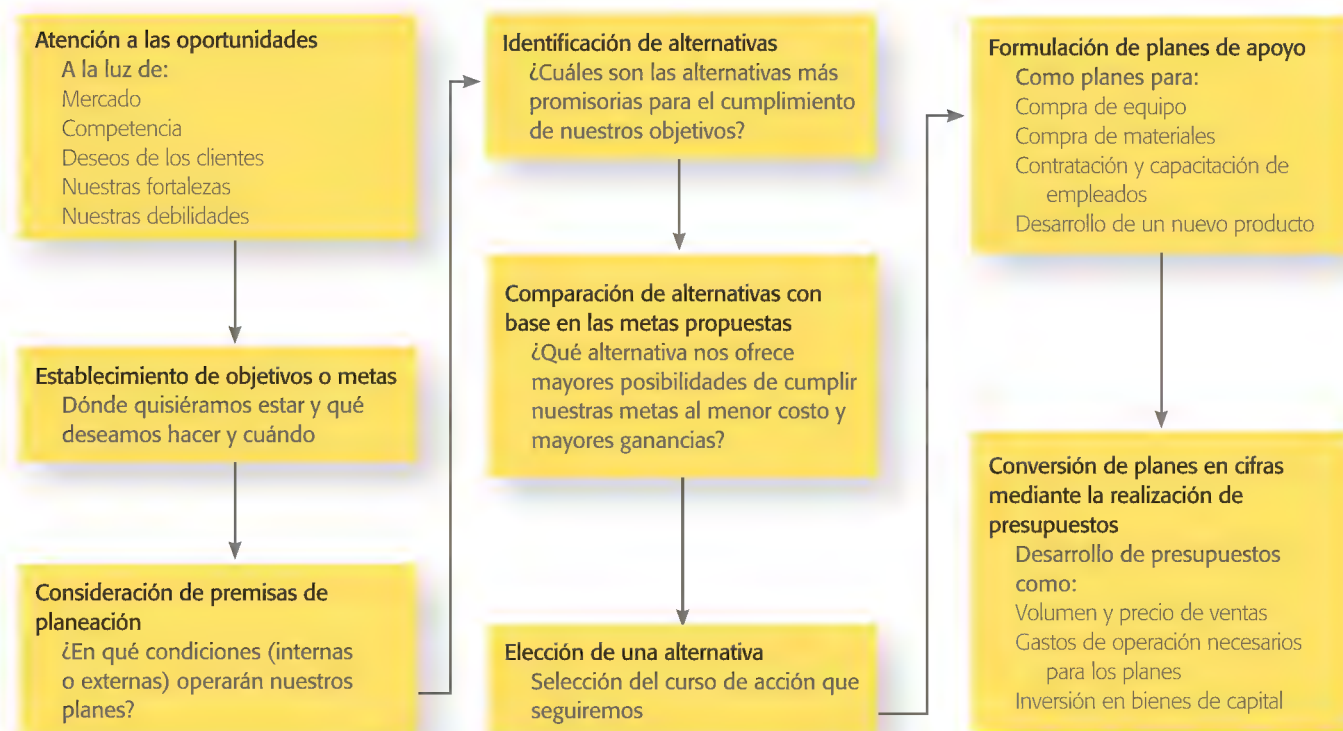 Atención a las oportunidades
A la luz de:
Mercado
Competencia
Deseos de los clientes
Nuestras fortalezas
Nuestras debilidades
Establecimiento de objetivos o metas
Dónde quisiéramos estar y qué
deseamos hacer y cuándo
Consideración de premisas de
planeación
¿En qué condiciones (internas
o externas) operarán nuestros
planes?
Identificación de alternativas
¿Cuáles son las alternativas más
promisorias para el cumplimiento
de nuestros objetivos?
Comparación de alternativas con
base en las metas propuestas
¿Qué alternativa nos ofrece
mayores posibilidades de cumplir
nuestras metas al menor costo y
mayores ganancias?
Elección de una alternativa
Selección del curso de acción que
seguiremos
Formulación de planes de apoyo
Como planes para:
Compra de equipo
Compra de materiales
Contratación y capacitación de
empleados
Desarrollo de un nuevo producto
Conversión de planes en cifras
mediante la realización de
presupuestos
Desarrollo de presupuestos
como:
Volumen y precio de ventas
Gastos de operación necesarios
para los planes
Inversión en bienes de capital